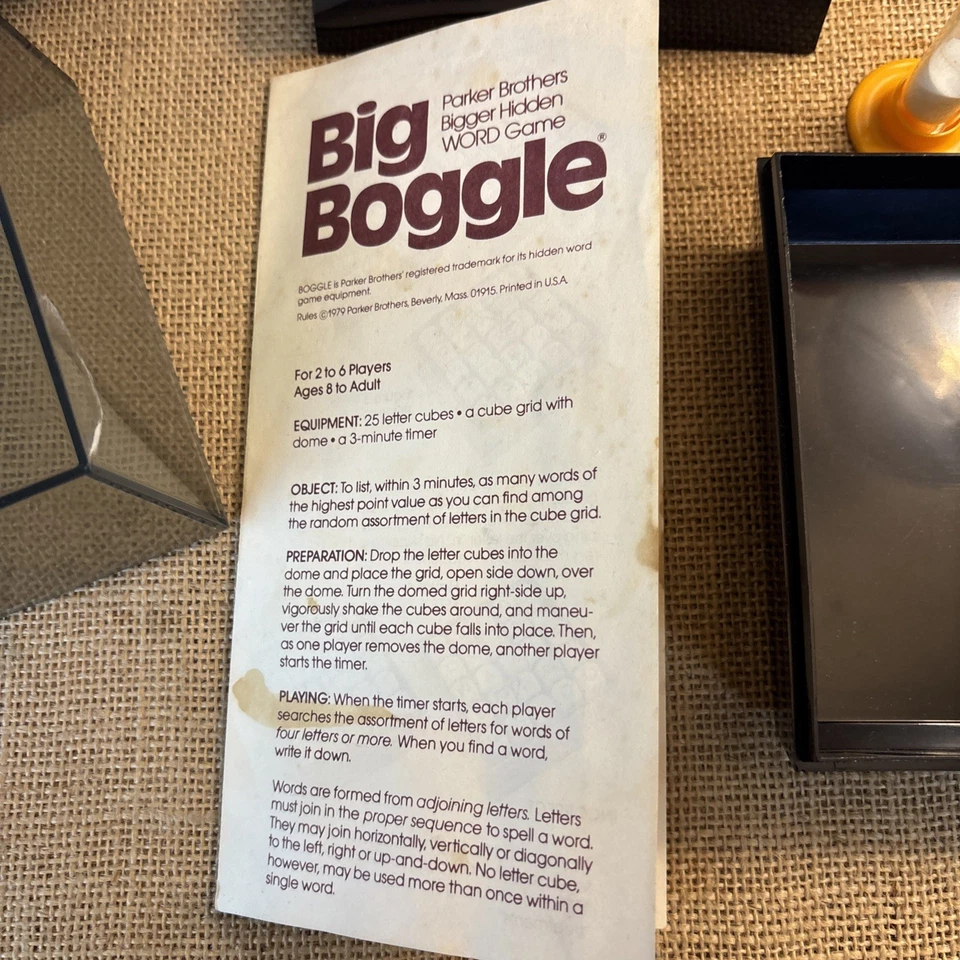 Big
Boggle®
Parker Brothers
Bigger Hidden
WORD Game
BOGGLE is Parker Brothers' registered trademark for its hidden word
game equipment.
Rules ©1979 Parker Brothers, Beverly, Mass. 01915. Printed in U.S.A.
For 2 to 6 Players
Ages 8 to Adult
EQUIPMENT: 25 letter cubes • a cube grid with
dome • a 3-minute timer
OBJECT: To list, within 3 minutes, as many words of
the highest point value as you can find among
the random assortment of letters in the cube grid.
PREPARATION: Drop the letter cubes into the
dome and place the grid, open side down, over
the dome. Turn the domed grid right-side up,
vigorously shake the cubes around, and maneu-
ver the grid until each cube falls into place. Then,
as one player removes the dome, another player
starts the timer.
PLAYING: When the timer starts, each player
searches the assortment of letters for words of
four letters or more. When you find a word,
write it down.
Words are formed from adjoining letters. Letters
must join in the proper sequence to spell a word.
They may join horizontally, vertically or diagonally
to the left, right or up-and-down. No letter cube,
however, may be used more than once within a
single word.